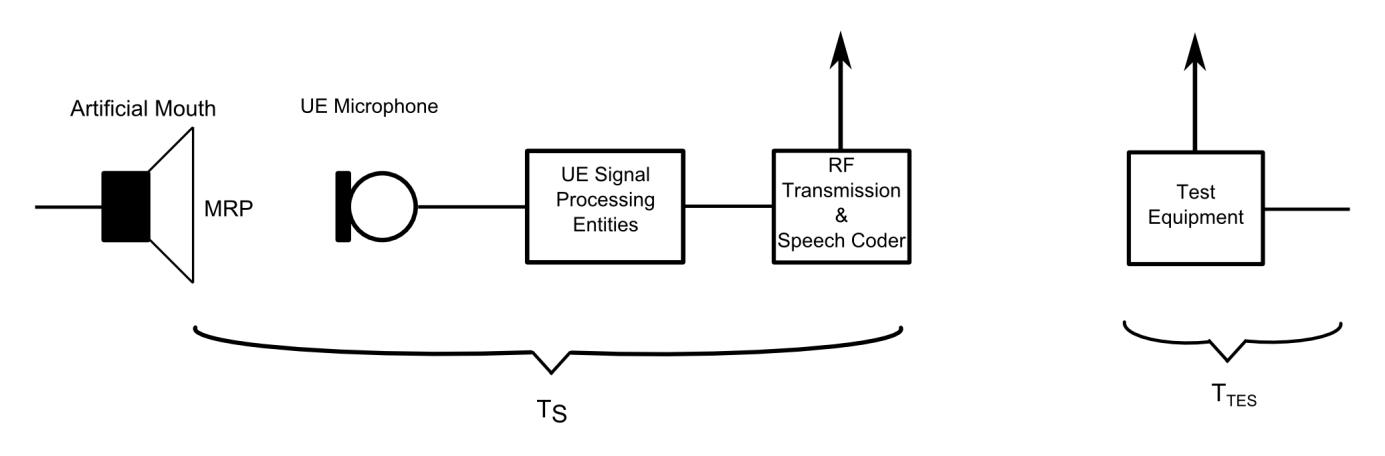 Artificial Mouth
UE Microphone
MRP
UE Signal
Processing
Entities
RF
Transmission
&
Speech Coder
Test
Equipment
TS
TTES